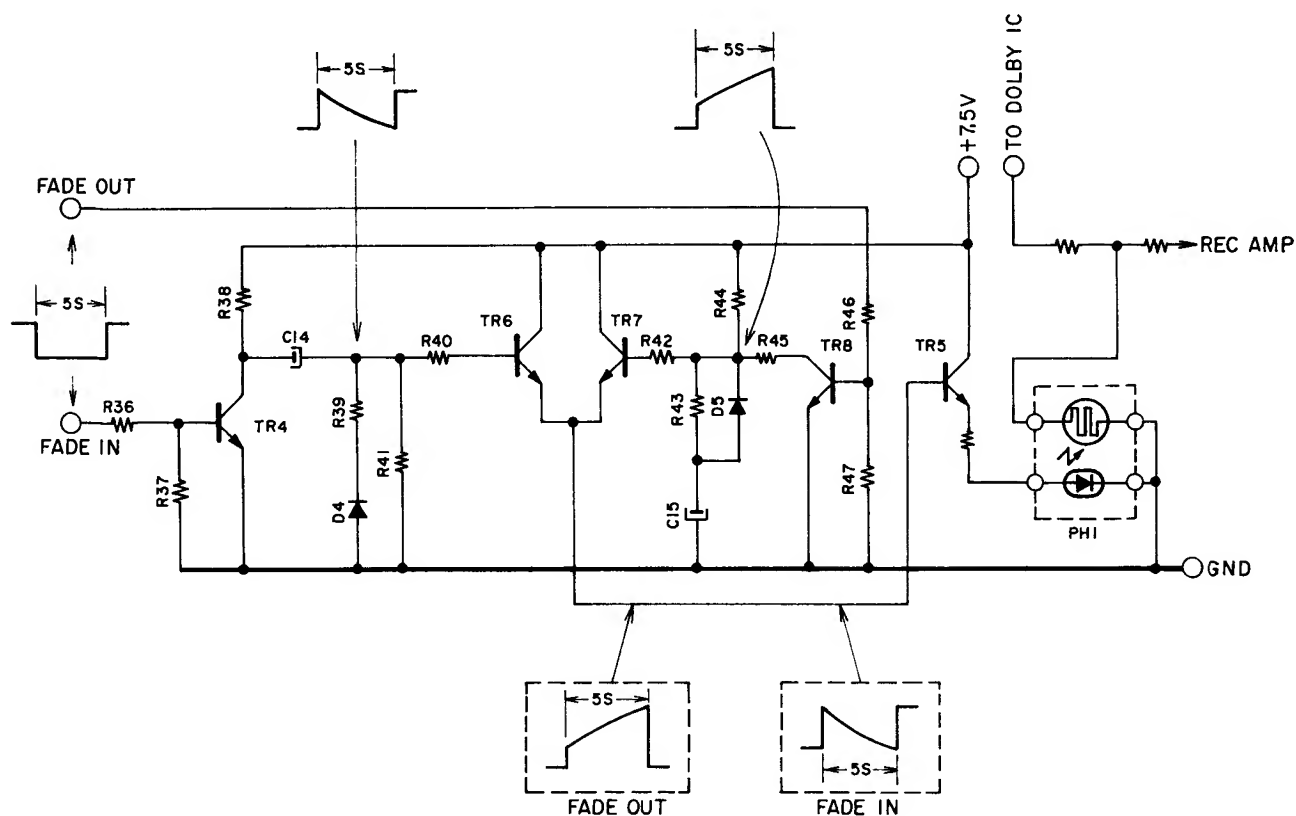 5S
5S
+7.5V
TO DOLBY IC
FADE OUT
REC AMP
5S
R38
C14
TR6
TR7
R44
R46
R40
R42
R45
TR8
TR5
R36
TR4
R39
R41
R43
D5
FADE IN
R37
D4
C15
R47
PH1
GND
5S
5S
FADE OUT
FADE IN